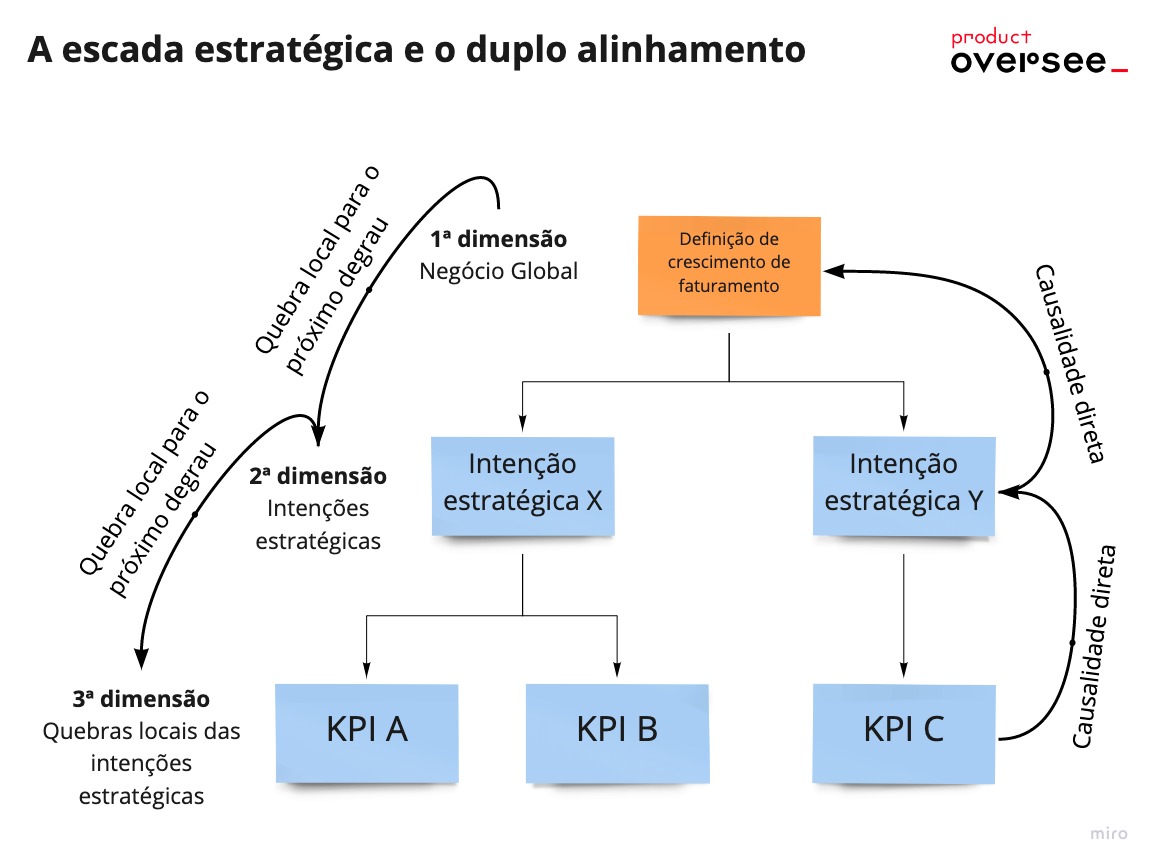 A escada estratégica e o duplo alinhamento
product
oversee_
Quebra local para o
próximo degrau
1ª dimensão
Negócio Global
Definição de
crescimento de
faturamento
Causalidade direta
Quebra local para o
próximo degrau
2ª dimensão
Intenções
estratégicas
Intenção
estratégica X
Intenção
estratégica Y
Causalidade direta
3ª dimensão
Quebras locais das
intenções
estratégicas
KPI A
KPI B
KPI C
miro